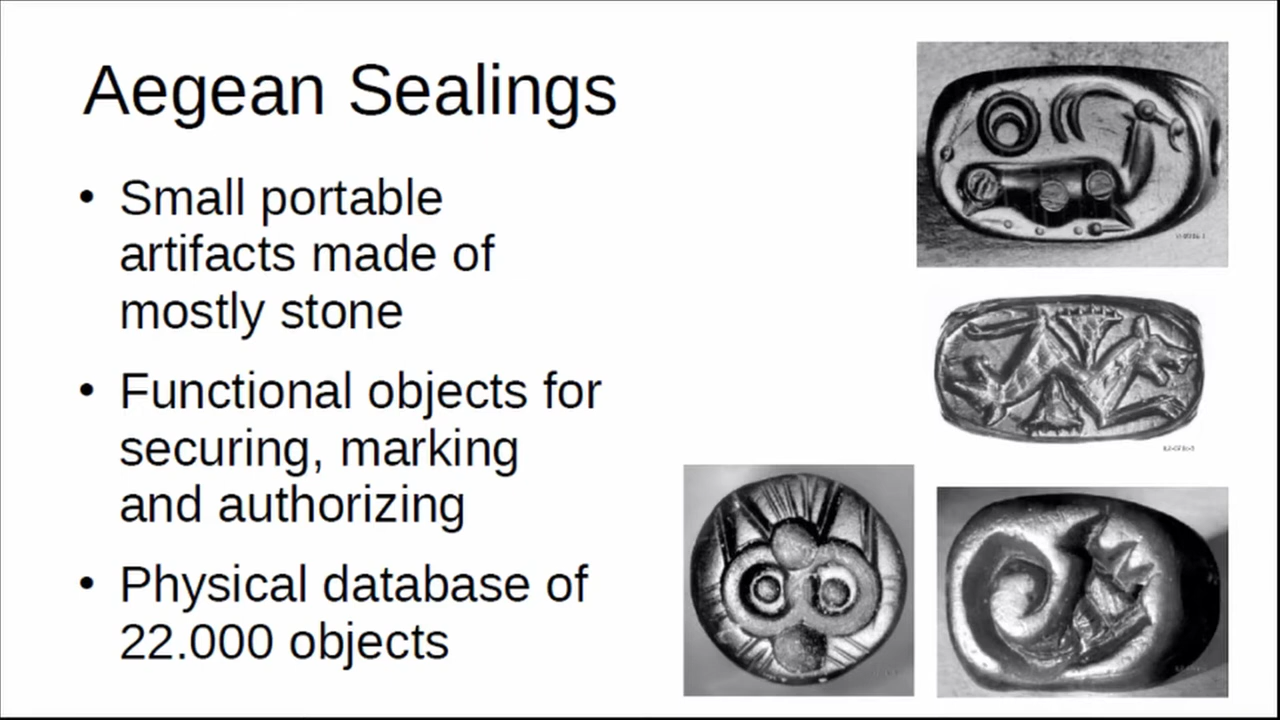 Aegean Sealings
• Small portable
artifacts made of
mostly stone
• Functional objects for
securing, marking
and authorizing
• Physical database of
22.000 objects